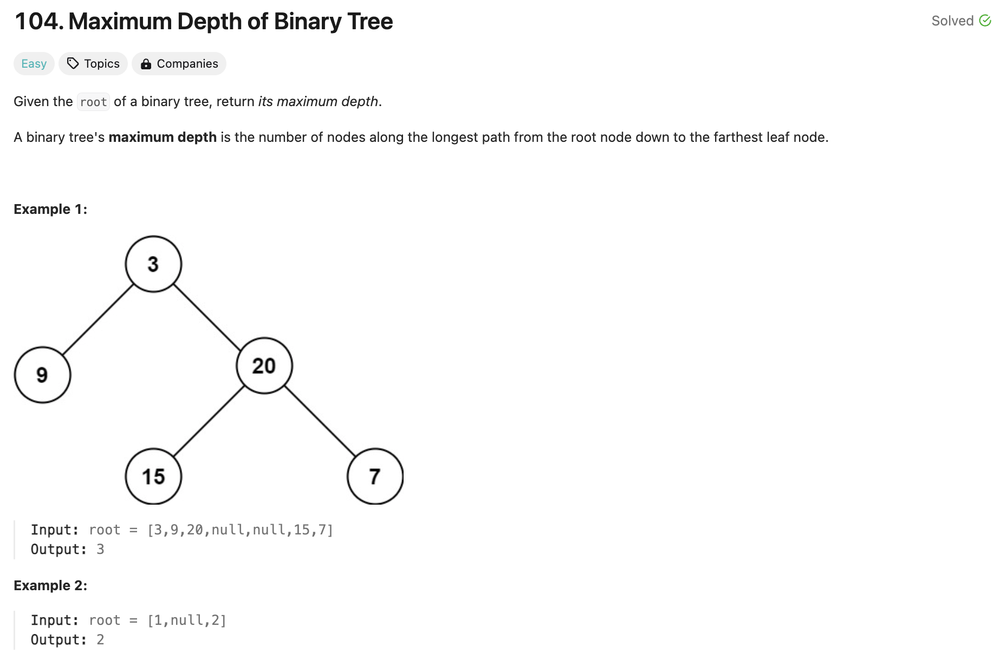 104. Maximum Depth of Binary Tree
Solved
Easy Topics Companies
Given the root of a binary tree, return its maximum depth.
A binary tree's maximum depth is the number of nodes along the longest path from the root node down to the farthest leaf node.
Example 1:
3
9
20
15
7
Input: root = [3,9,20,null,null,15,7]
Output: 3
Example 2:
Input: root = [1,null,2]
Output: 2